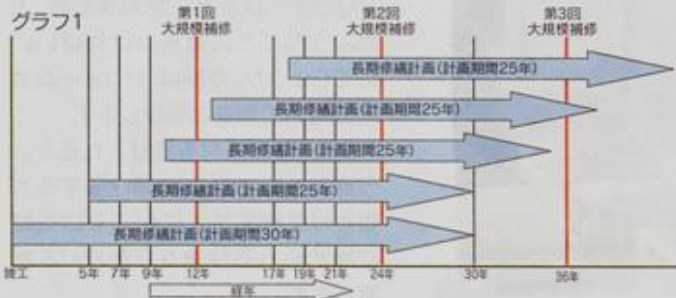 グラフ1
第1回
大規模補修
第2回
大規模補修
第3回
大規模補修
長期修繕計画(計画期間25年)
長期修繕計画(計画期間25年)
長期修繕計画(計画期間25年)
長期修繕計画(計画期間25年)
長期修繕計画(計画期間30年)
竣工 5年 7年 9年 12年 17年 19年 21年 24年 30年 36年
経年